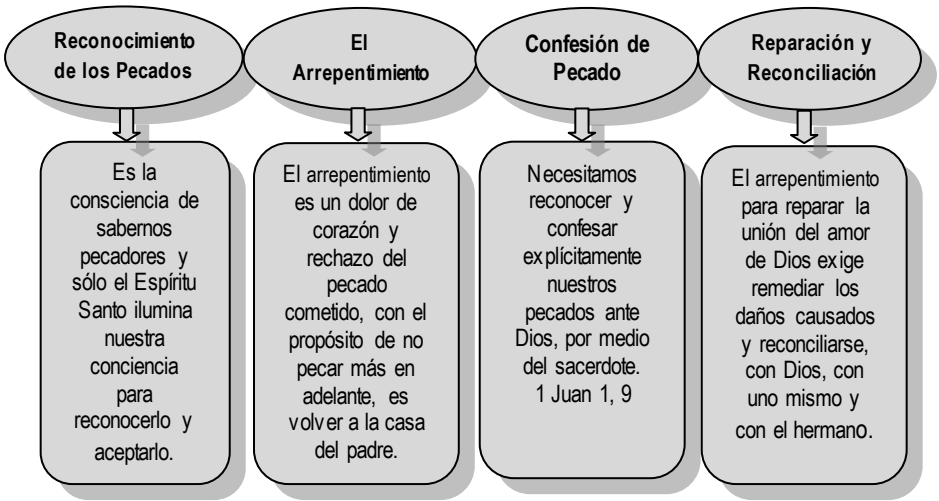 Reconocimiento
de los Pecados
Es la
consciencia de
sabernos
pecadores y
sólo el Espíritu
Santo ilumina
nuestra
conciencia
para
reconocerlo y
aceptarlo.
El
Arrepentimiento
El arrepentimiento
es un dolor de
corazón y
rechazo del
pecado
cometido, con el
propósito de no
pecar más en
adelante, es
volver a la casa
del padre.
Confesión de
Pecado
Necesitamos
reconocer y
confesar
explícitamente
nuestros
pecados ante
Dios, por medio
del sacerdote.
1 Juan 1, 9
Reparación y
Reconciliación
El arrepentimiento
para reparar la
unión del amor
de Dios exige
remediar los
daños causados
y reconciliarse,
con Dios, con
uno mismo y
con el hermano.